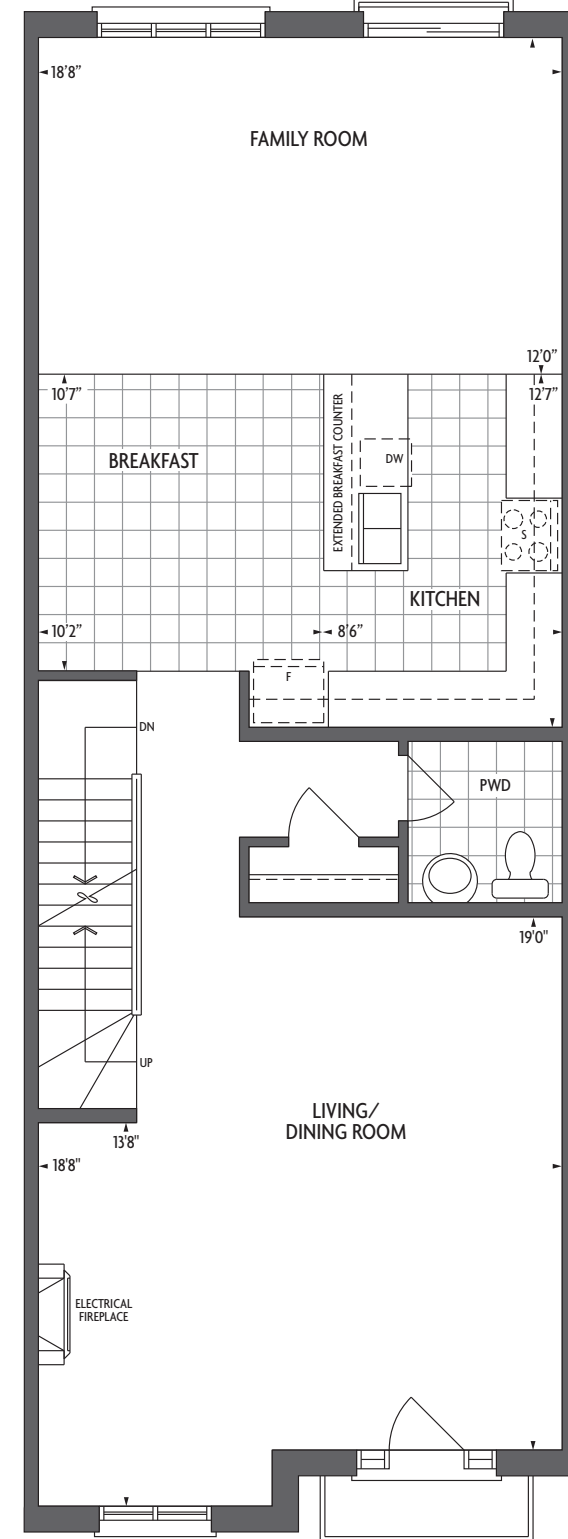 18’8”
FAMILY ROOM
12’0”
10’7”
12’7”
EXTENDED BREAKFAST COUNTER
BREAKFAST
DW
S
KITCHEN
10’2”
8’6”
F
DN
PWD
19'0"
UP
LIVING/
DINING ROOM
13'8"
18'8"
ELECTRICAL
FIREPLACE